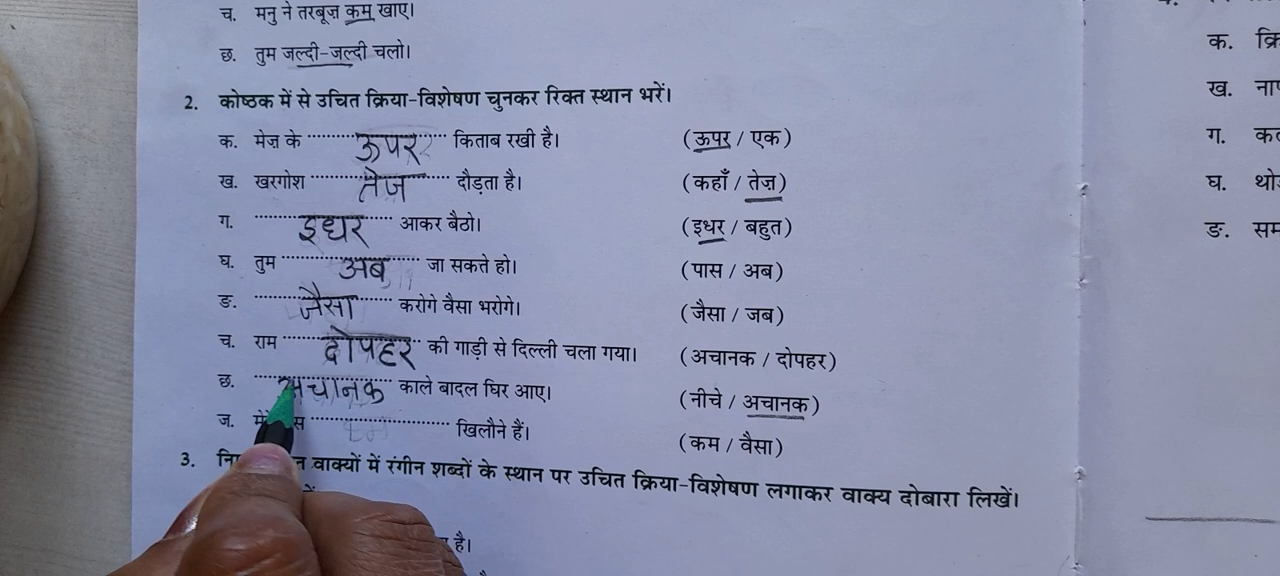 च. मनु ने तरबूज़ कम खाए।
छ. तुम जल्दी-जल्दी चलो।
2. कोष्ठक में से उचित क्रिया-विशेषण चुनकर रिक्त स्थान भरें।
क. मेज़ के ऊपर किताब रखी है। (ऊपर / एक)
ख. खरगोश तेज़ दौड़ता है। (कहाँ / तेज़)
ग. इधर आकर बैठो। (इधर / बहुत)
घ. तुम अब जा सकते हो। (पास / अब)
ङ. जैसा करोगे वैसा भरोगे। (जैसा / जब)
च. राम दोपहर की गाड़ी से दिल्ली चला गया। (अचानक / दोपहर)
छ. अचानक काले बादल घिर आए। (नीचे / अचानक)
ज. खिलौने हैं। (कम / वैसा)
3. वाक्यों में रंगीन शब्दों के स्थान पर उचित क्रिया-विशेषण लगाकर वाक्य दोबारा लिखें।
है।
क.
ख.
ग.
घ.
ङ.